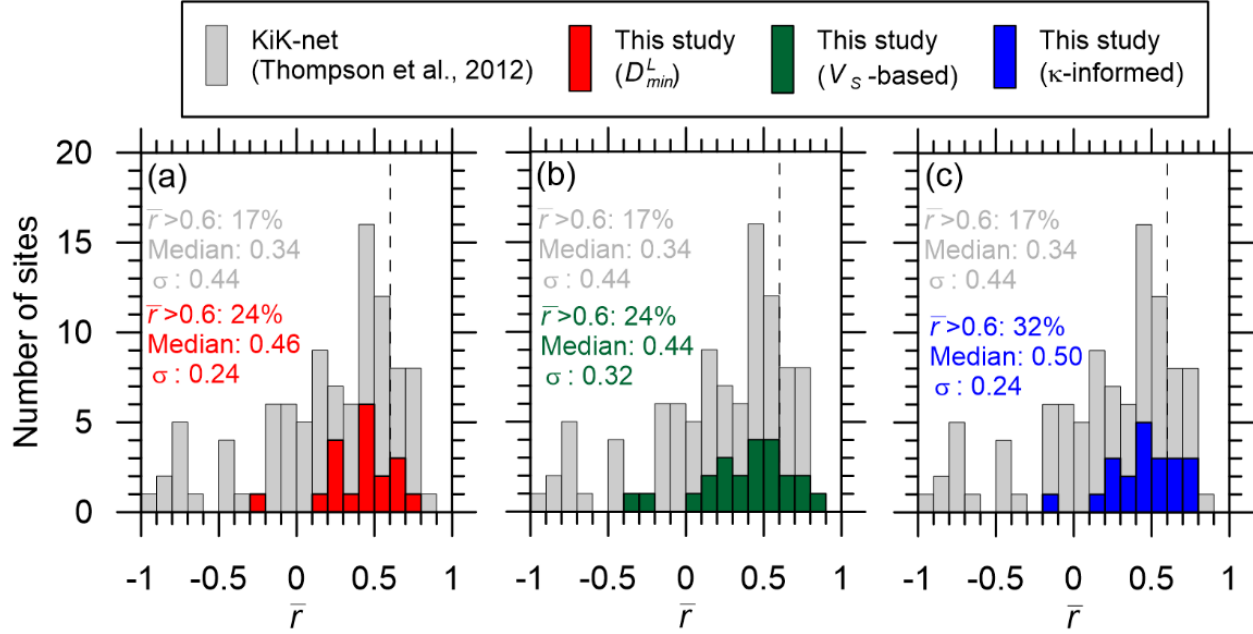 KiK-net
(Thompson et al., 2012)
This study
(D^L_min)
This study
(V_S -based)
This study
(κ-informed)
Number of sites
20
15
10
5
0
(a)
r̅ >0.6: 17%
Median: 0.34
σ : 0.44
r̅ >0.6: 24%
Median: 0.46
σ : 0.24
-1
-0.5
0
0.5
1
r̅
(b)
r̅ >0.6: 17%
Median: 0.34
σ : 0.44
r̅ >0.6: 24%
Median: 0.44
σ : 0.32
-1
-0.5
0
0.5
1
r̅
(c)
r̅ >0.6: 17%
Median: 0.34
σ : 0.44
r̅ >0.6: 32%
Median: 0.50
σ : 0.24
-1
-0.5
0
0.5
1
r̅